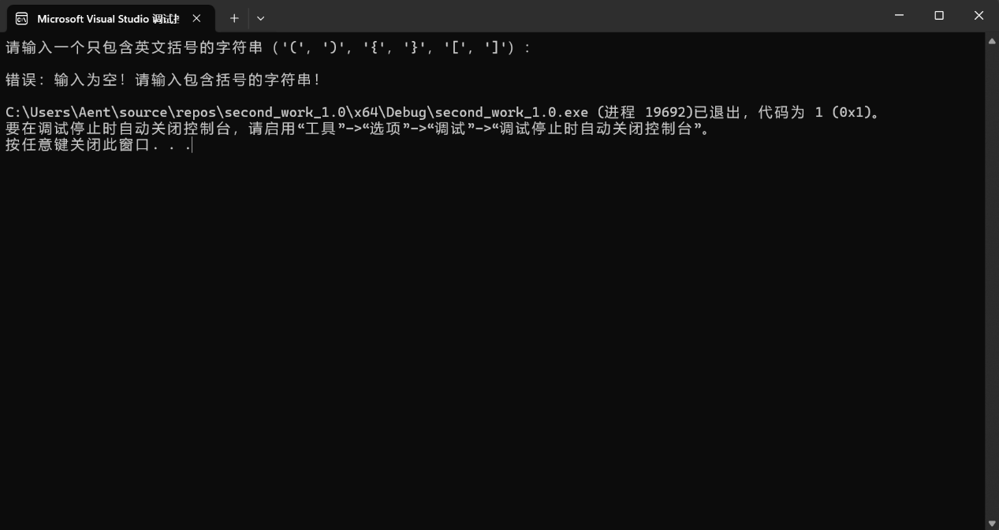 Microsoft Visual Studio 调试
请输入一个只包含英文括号的字符串（'(', ')', '{', '}', '[', ']'）：
错误：输入为空！请输入包含括号的字符串！
C:\Users\Aent\source\repos\second_work_1.0\x64\Debug\second_work_1.0.exe (进程 19692)已退出，代码为 1 (0x1)。
要在调试停止时自动关闭控制台，请启用“工具”->“选项”->“调试”->“调试停止时自动关闭控制台”。
按任意键关闭此窗口. . .